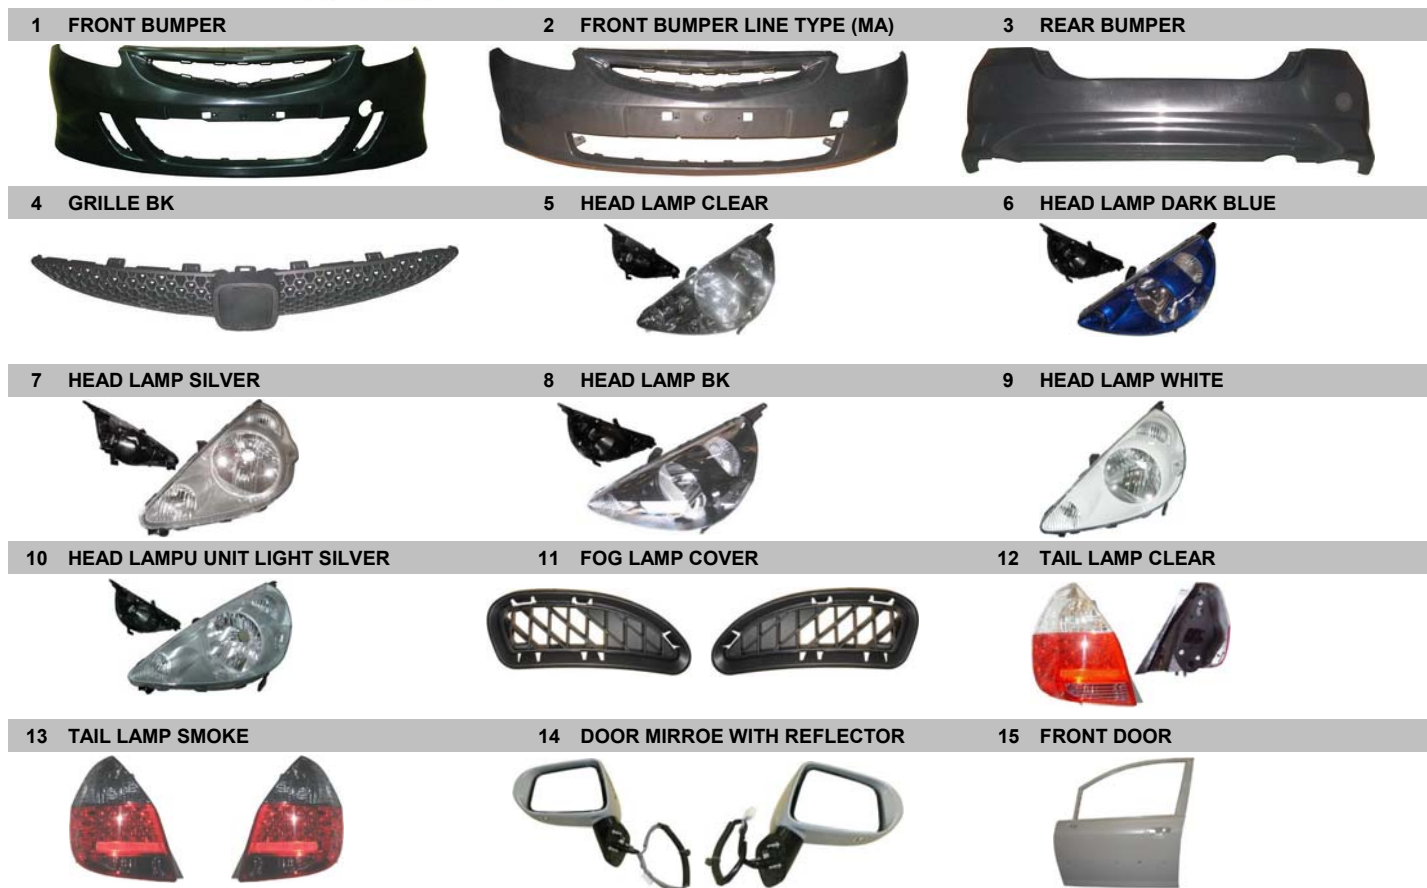 1 FRONT BUMPER 2 FRONT BUMPER LINE TYPE (MA) 3 REAR BUMPER
4 GRILLE BK 5 HEAD LAMP CLEAR 6 HEAD LAMP DARK BLUE
7 HEAD LAMP SILVER 8 HEAD LAMP BK 9 HEAD LAMP WHITE
10 HEAD LAMPU UNIT LIGHT SILVER 11 FOG LAMP COVER 12 TAIL LAMP CLEAR
13 TAIL LAMP SMOKE 14 DOOR MIRROE WITH REFLECTOR 15 FRONT DOOR